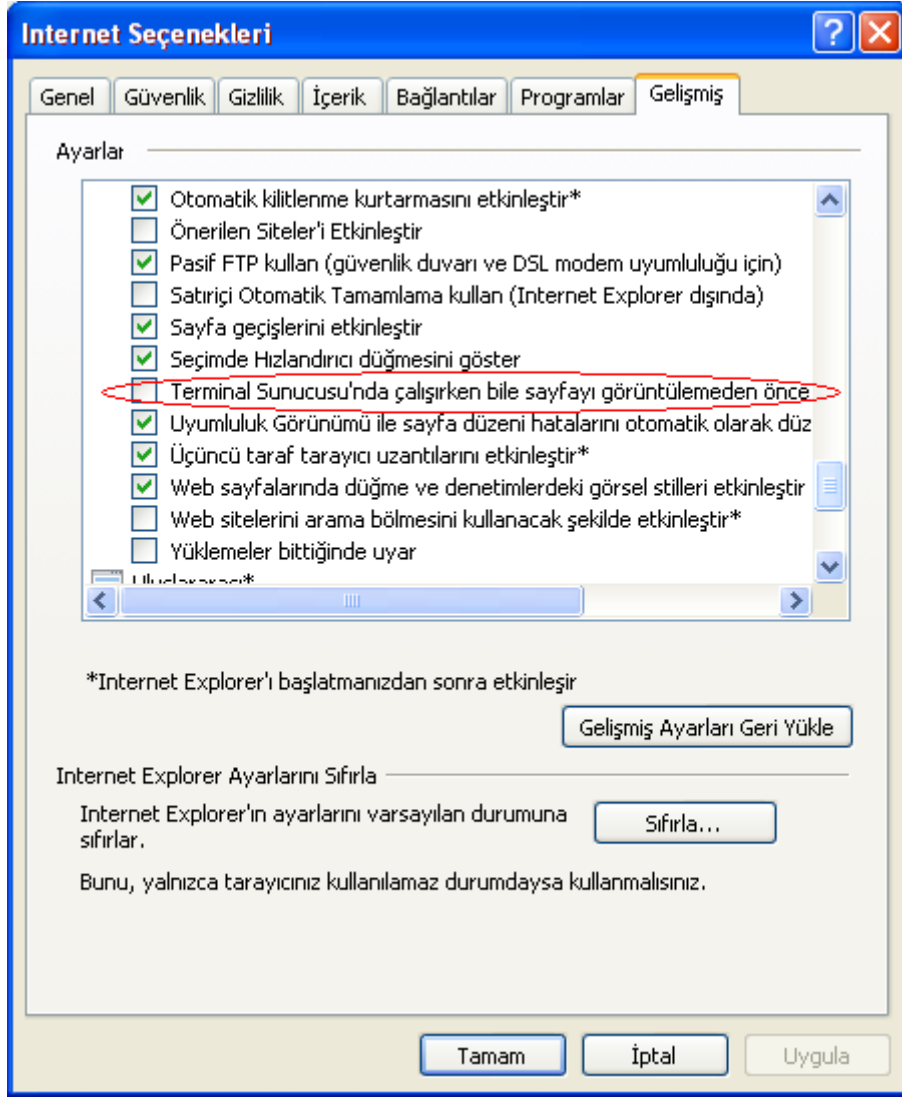 Internet Seçenekleri
Genel Güvenlik Gizlilik İçerik Bağlantılar Programlar Gelişmiş
Ayarlar
Otomatik kilitlenme kurtarmasını etkinleştir*
Önerilen Siteler'i Etkinleştir
Pasif FTP kullan (güvenlik duvarı ve DSL modem uyumluluğu için)
Satıriçi Otomatik Tamamlama kullan (Internet Explorer dışında)
Sayfa geçişlerini etkinleştir
Seçimde Hızlandırıcı düğmesini göster
Terminal Sunucusu'nda çalışırken bile sayfayı görüntülemeden önce
Uyumluluk Görünümü ile sayfa düzeni hatalarını otomatik olarak düz
Üçüncü taraf tarayıcı uzantılarını etkinleştir*
Web sayfalarında düğme ve denetimlerdeki görsel stilleri etkinleştir
Web sitelerini arama bölmesini kullanacak şekilde etkinleştir*
Yüklemeler bittiğinde uyar
Uluslararası*
*Internet Explorer'ı başlatmanızdan sonra etkinleşir
Gelişmiş Ayarları Geri Yükle
Internet Explorer Ayarlarını Sıfırla
Internet Explorer'ın ayarlarını varsayılan durumuna
sıfırlar.
Sıfırla...
Bunu, yalnızca tarayıcınız kullanılamaz durumdaysa kullanmalısınız.
Tamam İptal Uygula